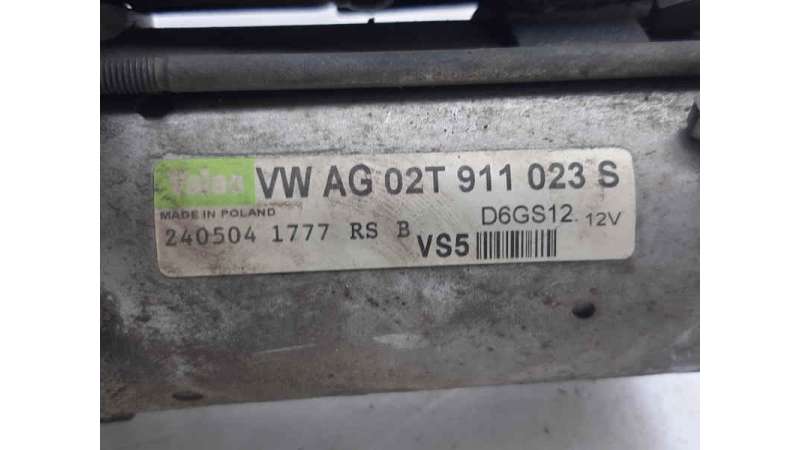 Valeo VW AG 02T 911 023 S
MADE IN POLAND
D6GS12. 12V
240504 1777 RS B
VS5